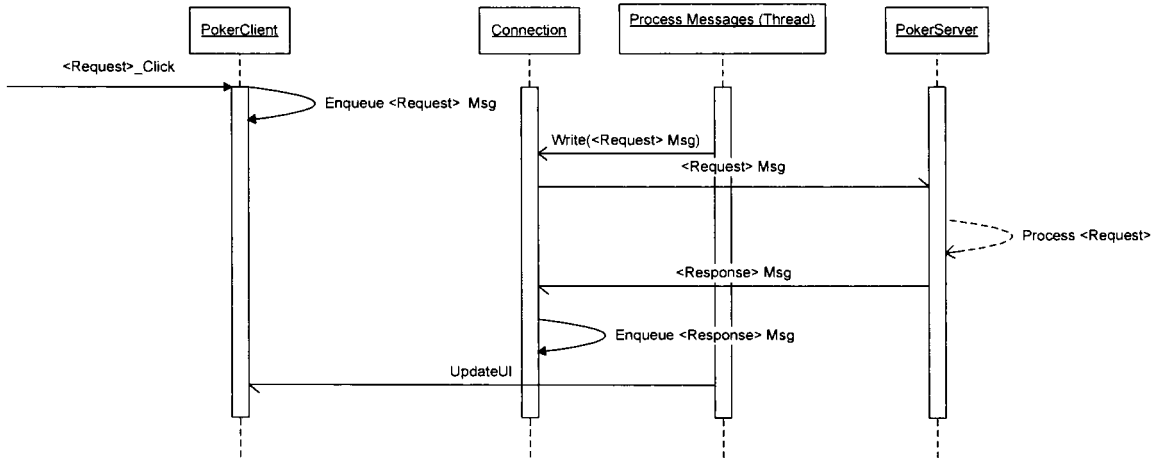 PokerClient
Connection
Process Messages (Thread)
PokerServer
<Request>_Click
Enqueue <Request> Msg
Write(<Request> Msg)
<Request> Msg
Process <Request>
<Response> Msg
Enqueue <Response> Msg
UpdateUI